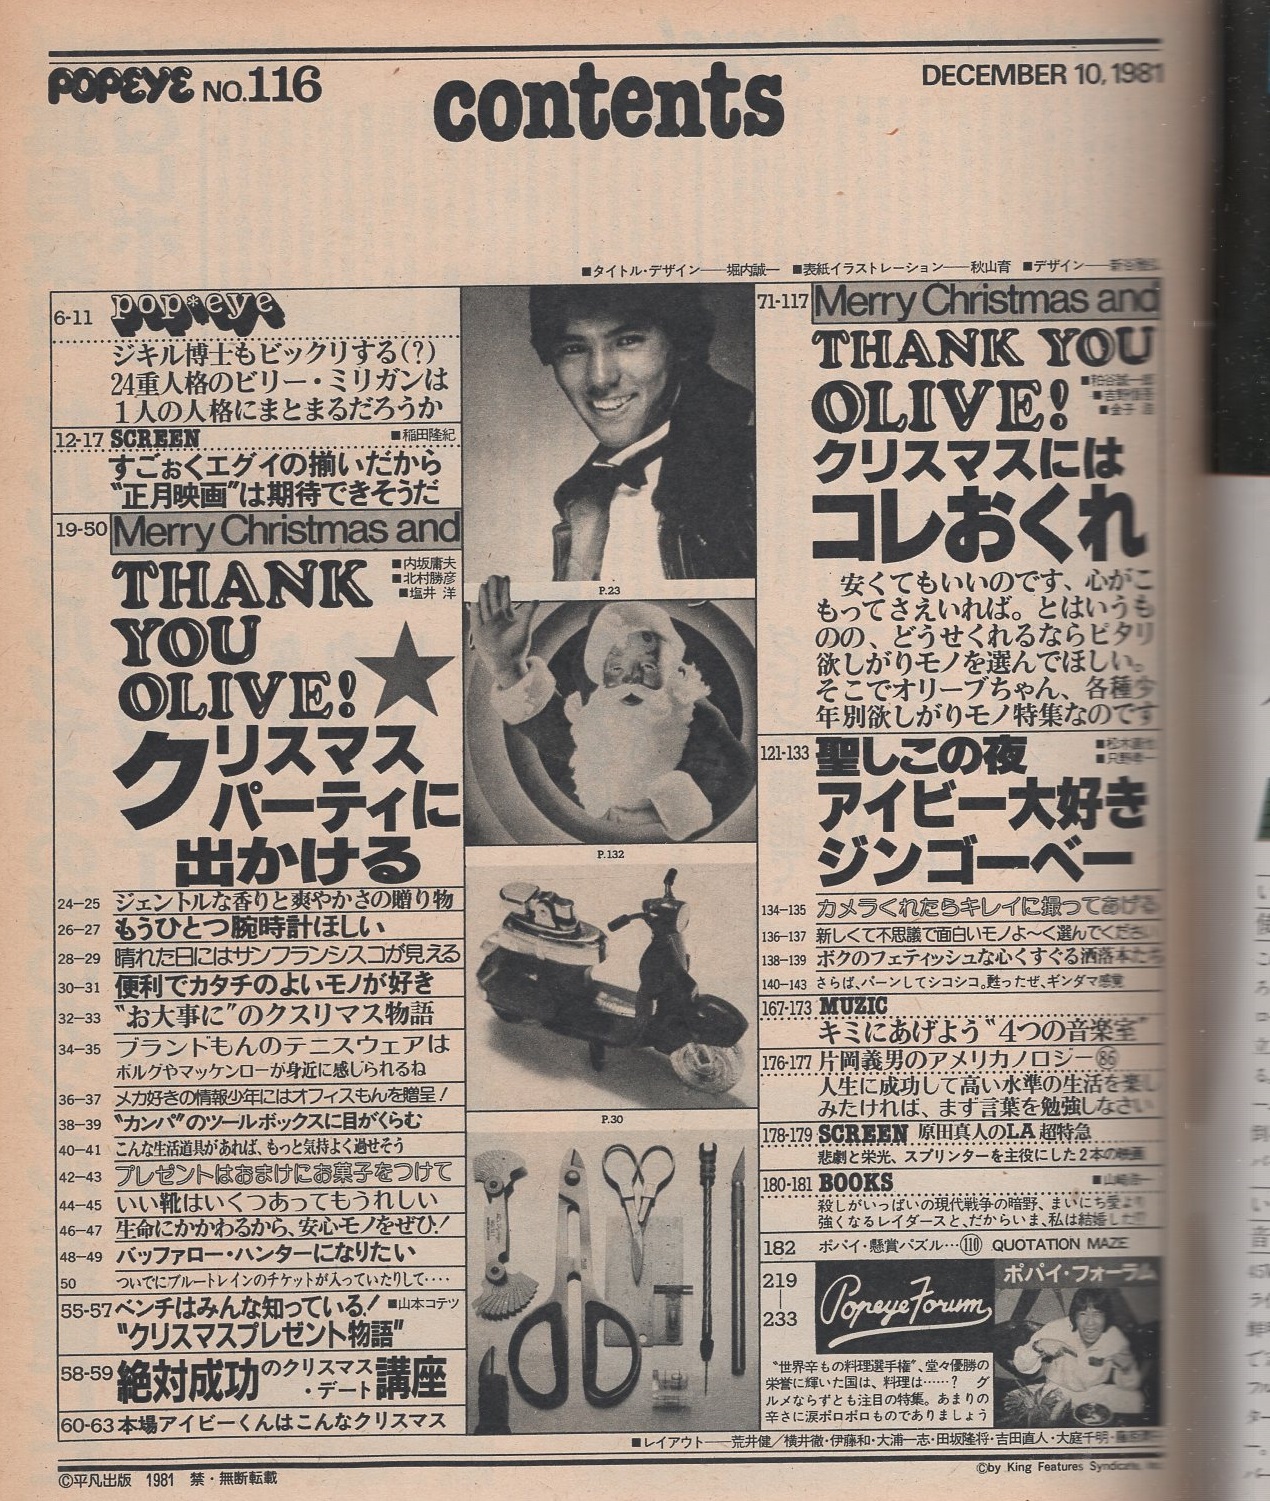 POPEYE NO.116
contents
DECEMBER 10, 1981
■タイトル・デザイン――堀内誠一 ■表紙イラストレーション――秋山育 ■デザイン――
6-11 pop*eye
ジキル博士もビックリする(?)
24重人格のビリー・ミリガンは
1人の人格にまとまるだろうか
12-17 SCREEN ■稲田隆紀
すごぉくエグイの揃いだから
“正月映画”は期待できそうだ
19-50 Merry Christmas and
THANK
YOU
OLIVE!★
■内坂庸夫
■北村勝彦
■塩井 洋
クリスマス
パーティに
出かける
24―25 ジェントルな香りと爽やかさの贈り物
26―27 もうひとつ腕時計ほしい
28―29 晴れた日にはサンフランシスコが見える
30―31 便利でカタチのよいモノが好き
32―33 “お大事に”のクスリマス物語
34―35 ブランドもんのテニスウェアは
ボルグやマッケンローが身近に感じられるね
36―37 メカ好きの情報少年にはオフィスもんを贈呈!
38―39 “カンパ”のツールボックスに目がくらむ
40―41 こんな生活道具があれば、もっと気持よく過せそう
42―43 プレゼントはおまけにお菓子をつけて
44―45 いい靴はいくつあってもうれしい
46―47 生命にかかわるから、安心モノをぜひ!
48―49 バッファロー・ハンターになりたい
50 ついでにブルートレインのチケットが入っていたりして‥‥
55-57 ベンチはみんな知っている! ■山本コテツ
“クリスマスプレゼント物語”
58-59 絶対成功のクリスマス・デート講座
60-63 本場アイビーくんはこんなクリスマス
P.23
P.132
P.30
71-117 Merry Christmas and
THANK YOU
OLIVE!
クリスマスには
コレおくれ
安くてもいいのです、心がこ
もってさえいれば。とはいうも
のの、どうせくれるならピタリ
欲しがりモノを選んでほしい。
そこでオリーブちゃん、各種少
年別欲しがりモノ特集なのです
121-133 聖しこの夜
アイビー大好き
ジンゴーベー
134―135 カメラくれたらキレイに撮ってあげる
136―137 新しくて不思議で面白いモノよ〜く選んでください
138―139 ボクのフェティッシュな心くすぐる洒落本たち
140―143 さらば、バーンしてシコシコ。甦ったぜ、ギンダマ感覚
167-173 MUZIC
キミにあげよう“4つの音楽室”
176-177 片岡義男のアメリカノロジー㊆
人生に成功して高い水準の生活を楽し
みたければ、まず言葉を勉強しなさい
178-179 SCREEN 原田真人のLA超特急
悲劇と栄光、スプリンターを主役にした2本の映画
180-181 BOOKS
殺しがいっぱいの現代戦争の暗野、まいにち愛より
強くなるレイダースと、だからいま、私は結婚した!?
182 ポパイ・懸賞パズル…(110) QUOTATION MAZE
219
|
233
Popeye Forum
ポパイ・フォーラム
“世界辛もの料理選手権”、堂々優勝の
栄誉に輝いた国は、料理は……? グ
ルメならずとも注目の特集。あまりの
辛さに涙ポロポロものでありましょう
■レイアウト――荒井健/横井徹・伊藤和・大浦一志・田坂隆将・吉田直人・大庭千明・
©平凡出版 1981 禁・無断転載
©by King Features Syndicate,